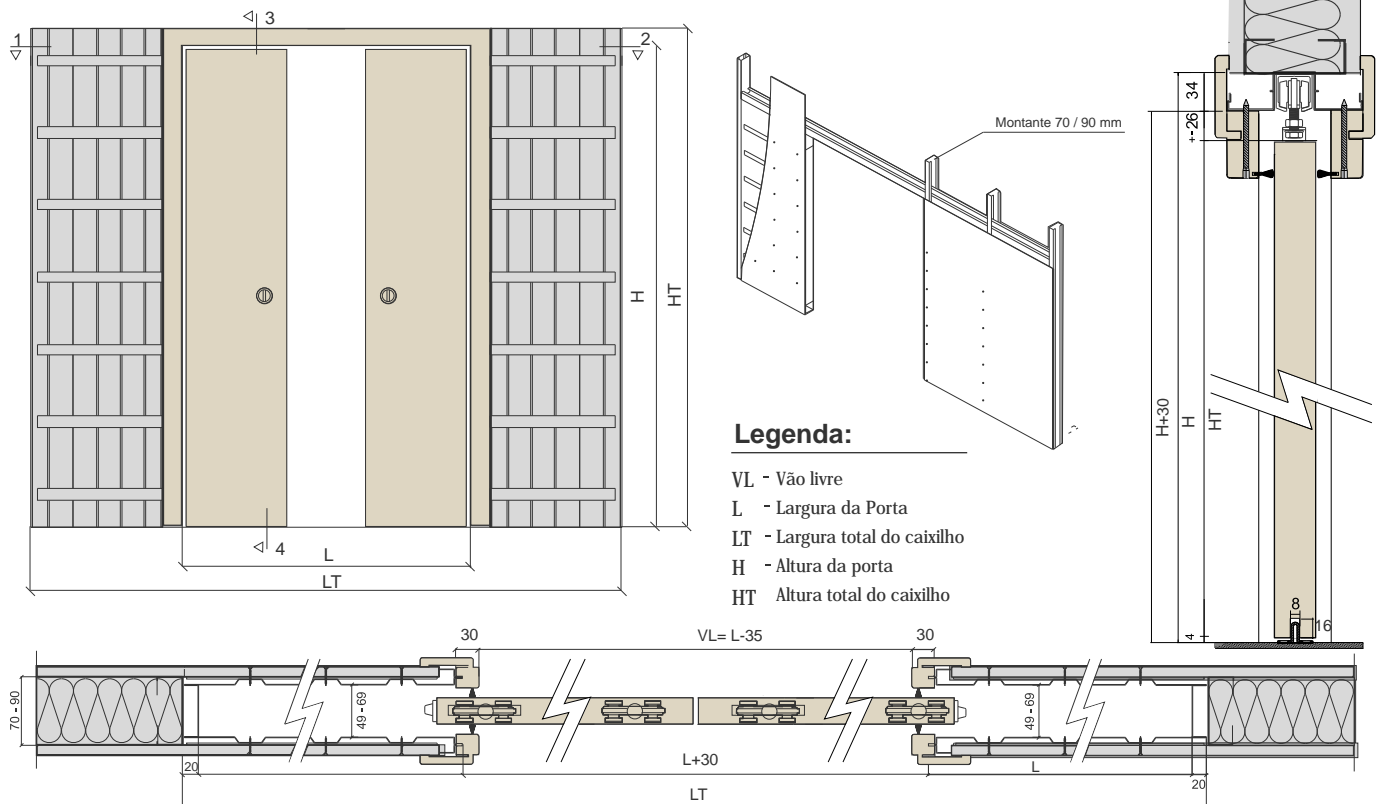 3
1
2
H
HT
4
L
LT
Montante 70 / 90 mm
34
+-26
H+30
H
HT
8
16
4
Legenda:
VL - Vão livre
L - Largura da Porta
LT - Largura total do caixilho
H - Altura da porta
HT Altura total do caixilho
30
VL= L-35
30
70 - 90
49 - 69
49 - 69
20
L+30
L
20
LT